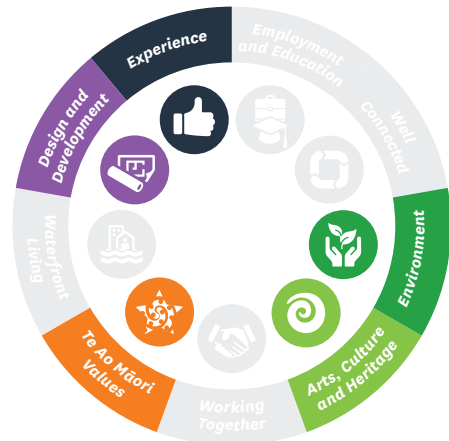 Experience
Employment
and Education
Well
Connected
Environment
Arts, Culture
and Heritage
Working
Together
Te Ao Māori
Values
Waterfront
Living
Design and
Development